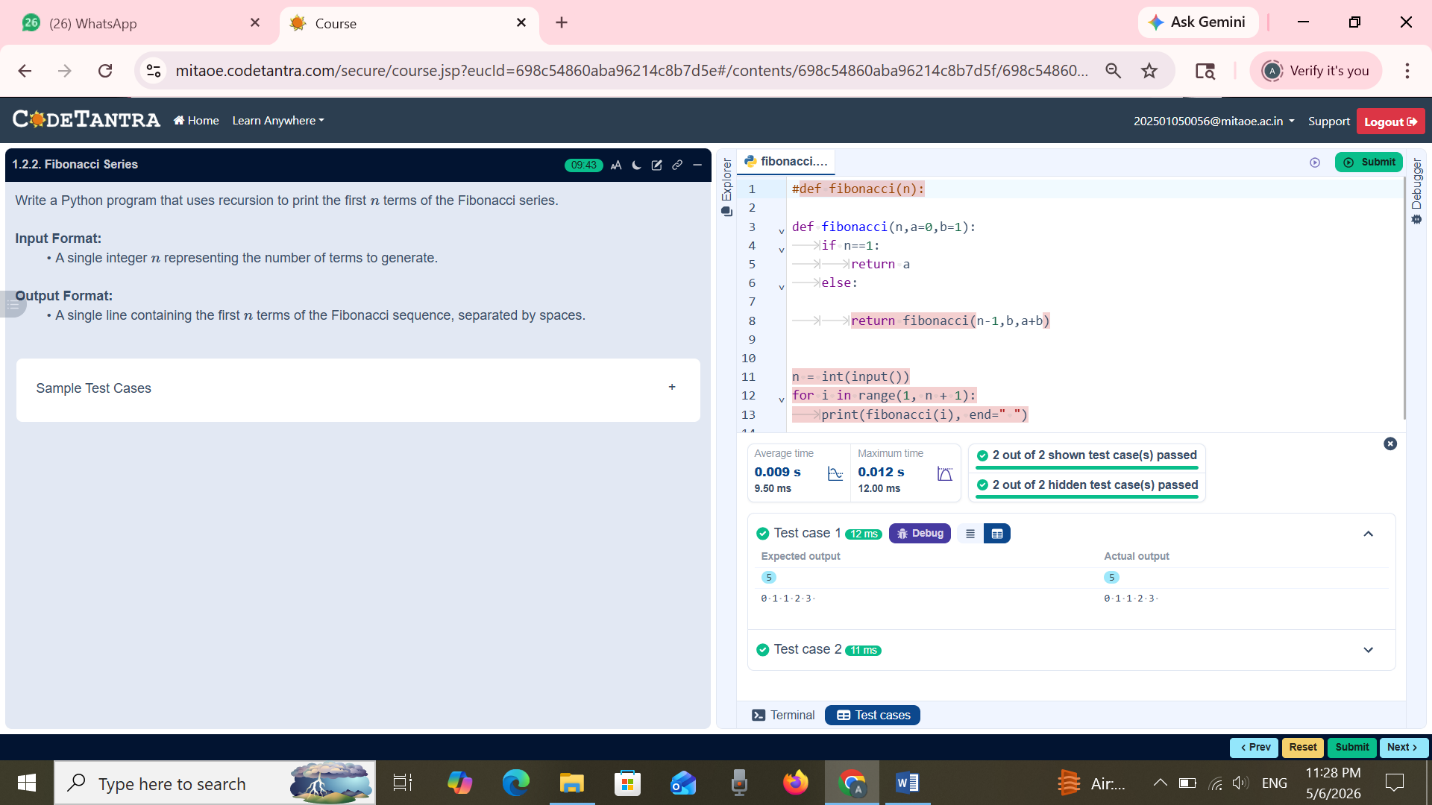 26 (26) WhatsApp
Course
Ask Gemini
mitaoe.codetantra.com/secure/course.jsp?eucId=698c54860aba96214c8b7d5e#/contents/698c54860aba96214c8b7d5f/698c54860...
A Verify it's you
CODETANTRA Home Learn Anywhere
202501050056@mitaoe.ac.in Support Logout
1.2.2. Fibonacci Series
09:43
Write a Python program that uses recursion to print the first n terms of the Fibonacci series.
Input Format:
• A single integer n representing the number of terms to generate.
Output Format:
• A single line containing the first n terms of the Fibonacci sequence, separated by spaces.
Sample Test Cases +
Explorer
fibonacci....
Submit
Debugger
1 #def fibonacci(n):
2
3 def fibonacci(n,a=0,b=1):
4 if n==1:
5 return a
6 else:
7
8 return fibonacci(n-1,b,a+b)
9
10
11 n = int(input())
12 for i in range(1, n + 1):
13 print(fibonacci(i), end=" ")
Average time
0.009 s
9.50 ms
Maximum time
0.012 s
12.00 ms
2 out of 2 shown test case(s) passed
2 out of 2 hidden test case(s) passed
Test case 1 12 ms Debug
Expected output Actual output
5 5
0·1·1·2·3· 0·1·1·2·3·
Test case 2 11 ms
Terminal Test cases
Prev Reset Submit Next
Type here to search
A
Air:...
ENG
11:28 PM
5/6/2026